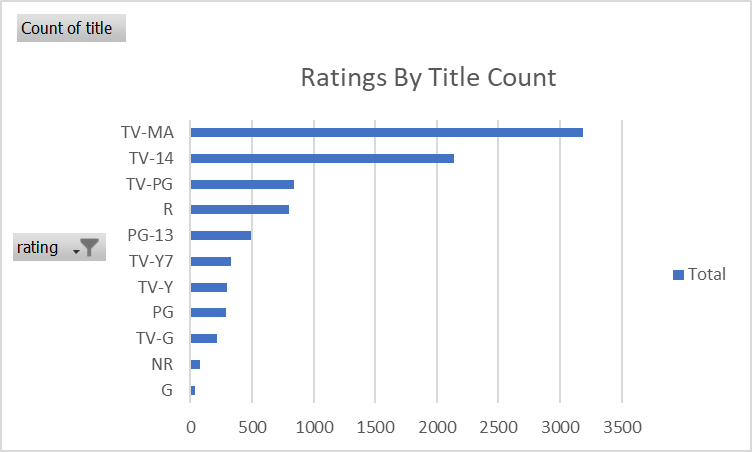 Count of title
Ratings By Title Count
TV-MA
TV-14
TV-PG
R
PG-13
TV-Y7
TV-Y
PG
TV-G
NR
G
rating
Total
0 500 1000 1500 2000 2500 3000 3500